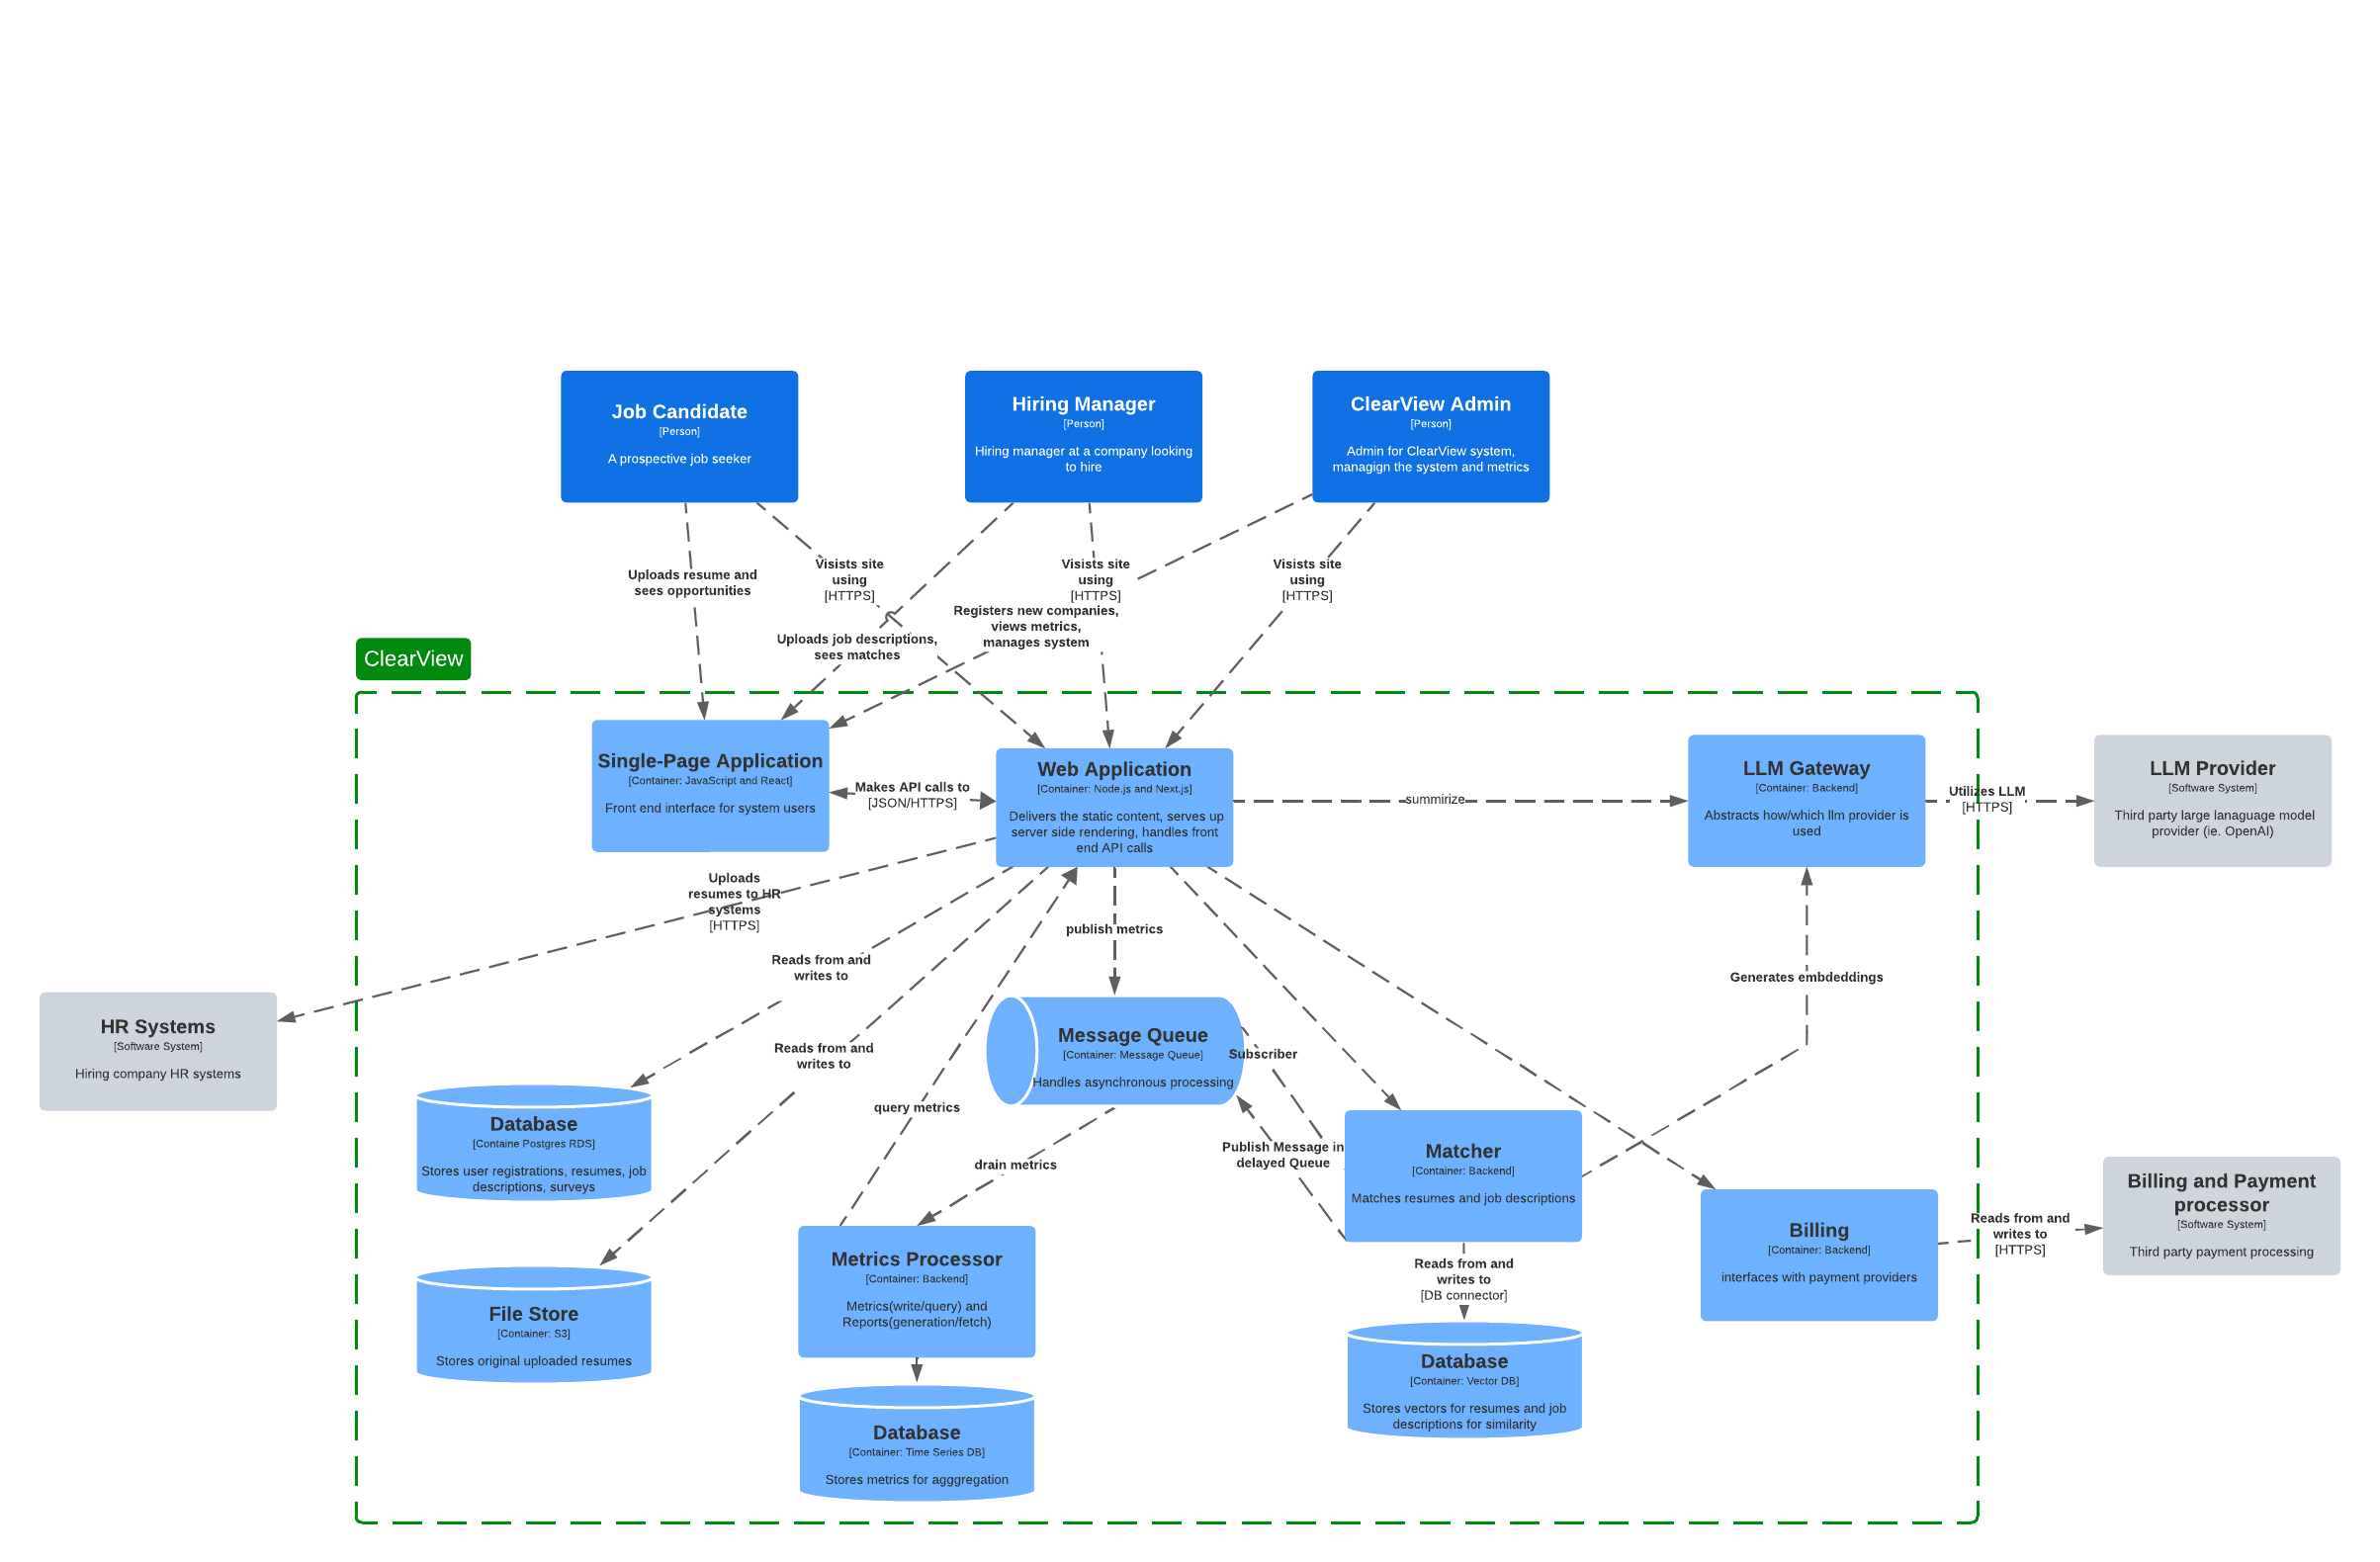 Job Candidate
[Person]
A prospective job seeker
Hiring Manager
[Person]
Hiring manager at a company looking
to hire
ClearView Admin
[Person]
Admin for ClearView system,
managign the system and metrics
Uploads resume and
sees opportunities
Visists site
using
[HTTPS]
Visists site
using
[HTTPS]
Visists site
using
[HTTPS]
Uploads job descriptions,
sees matches
Registers new companies,
views metrics,
manages system
ClearView
Single-Page Application
[Container: JavaScript and React]
Front end interface for system users
Makes API calls to
[JSON/HTTPS]
Web Application
[Container: Node.js and Next.js]
Delivers the static content, serves up
server side rendering, handles front
end API calls
summirize
LLM Gateway
[Container: Backend]
Abstracts how/which llm provider is
used
Utilizes LLM
[HTTPS]
LLM Provider
[Software System]
Third party large lanaguage model
provider (ie. OpenAI)
Uploads
resumes to HR
systems
[HTTPS]
HR Systems
[Software System]
Hiring company HR systems
Reads from and
writes to
publish metrics
Generates embdeddings
Reads from and
writes to
Message Queue
[Container: Message Queue]
Handles asynchronous processing
Subscriber
query metrics
Database
[Containe Postgres RDS]
Stores user registrations, resumes, job
descriptions, surveys
drain metrics
Publish Message in
delayed Queue
Matcher
[Container: Backend]
Matches resumes and job descriptions
Billing
[Container: Backend]
interfaces with payment providers
Reads from and
writes to
[HTTPS]
Billing and Payment
processor
[Software System]
Third party payment processing
File Store
[Container: S3]
Stores original uploaded resumes
Metrics Processor
[Container: Backend]
Metrics(write/query) and
Reports(generation/fetch)
Reads from and
writes to
[DB connector]
Database
[Container: Vector DB]
Stores vectors for resumes and job
descriptions for similarity
Database
[Container: Time Series DB]
Stores metrics for agggregation